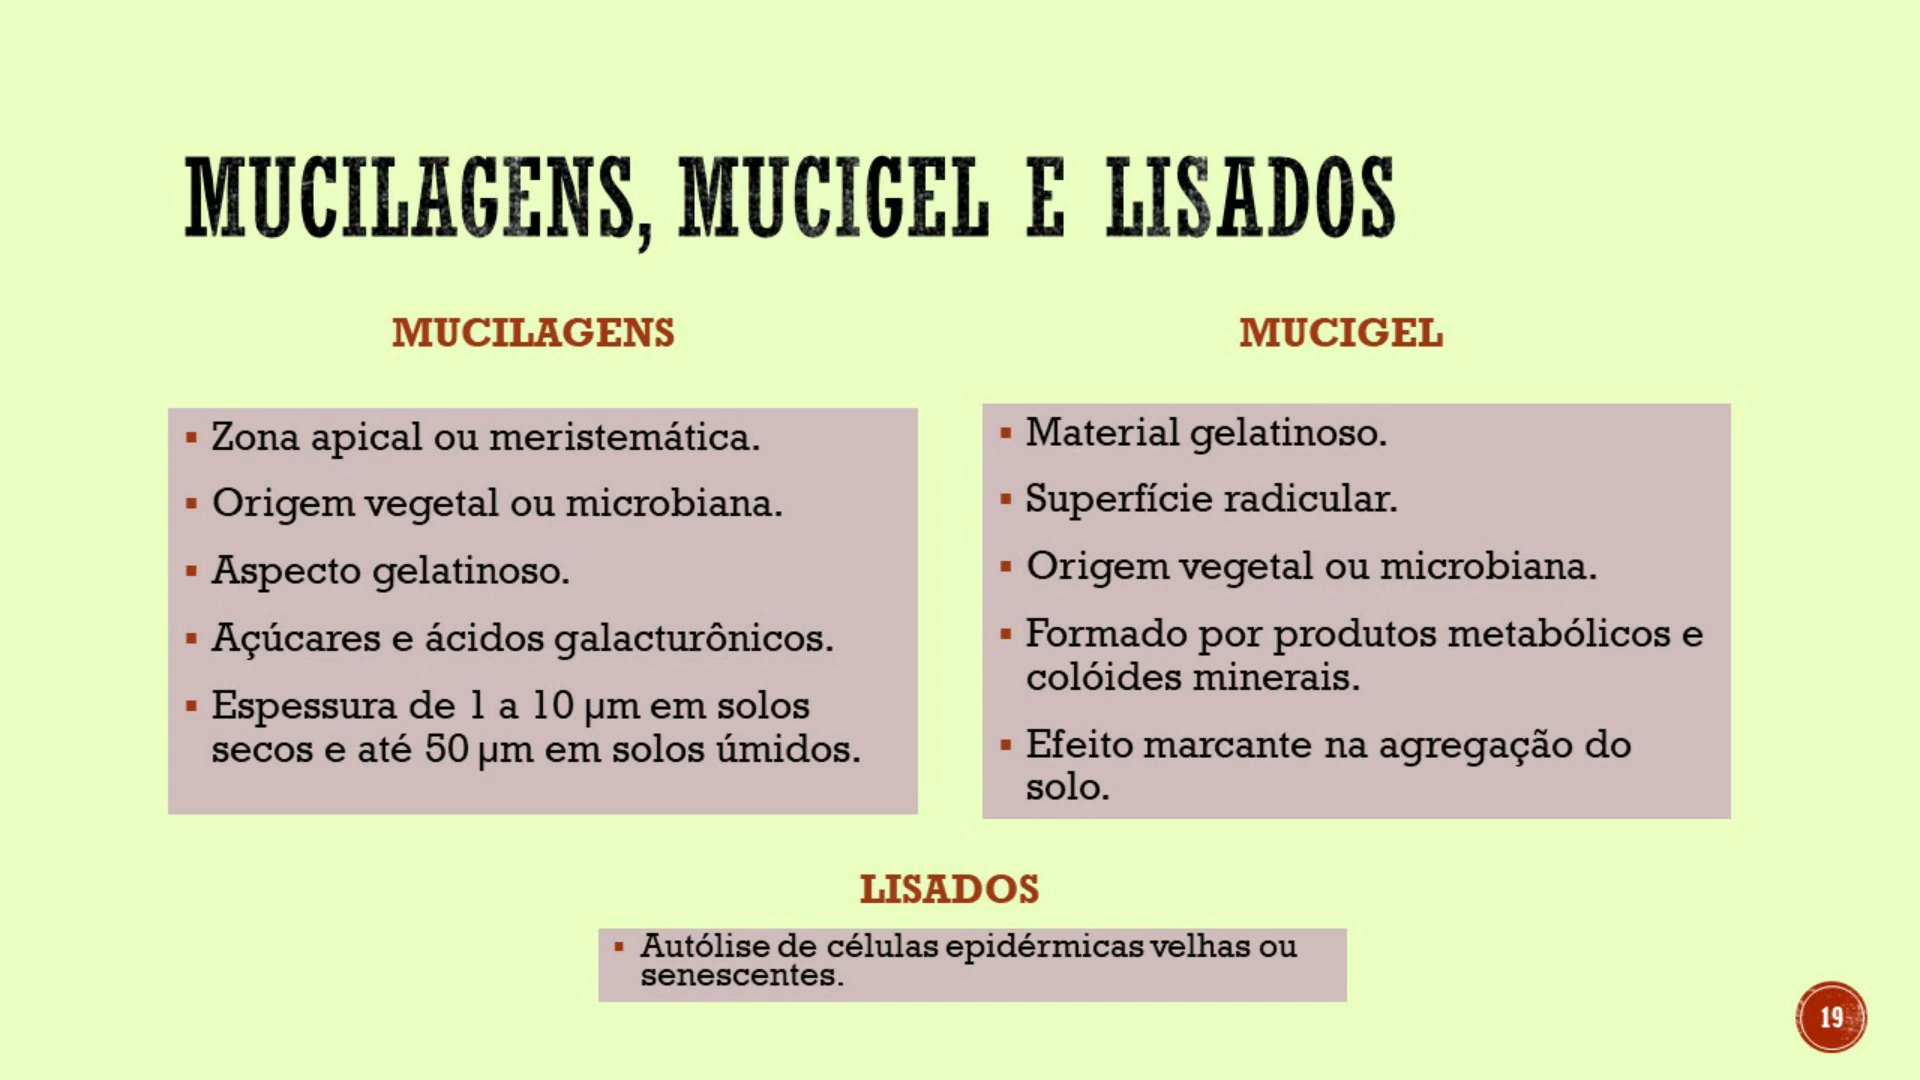 MUCILAGENS, MUCIGEL E LISADOS
MUCILAGENS
▪ Zona apical ou meristemática.
▪ Origem vegetal ou microbiana.
▪ Aspecto gelatinoso.
▪ Açúcares e ácidos galacturônicos.
▪ Espessura de 1 a 10 µm em solos
secos e até 50 µm em solos úmidos.
MUCIGEL
▪ Material gelatinoso.
▪ Superfície radicular.
▪ Origem vegetal ou microbiana.
▪ Formado por produtos metabólicos e
colóides minerais.
▪ Efeito marcante na agregação do
solo.
LISADOS
▪ Autólise de células epidérmicas velhas ou
senescentes.
19